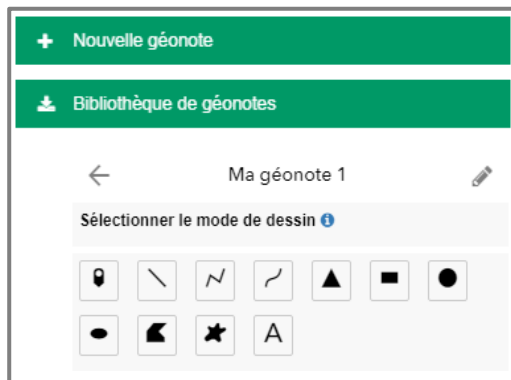 Nouvelle géonote
Bibliothèque de géonotes
Ma géonote 1
Sélectionner le mode de dessin
A